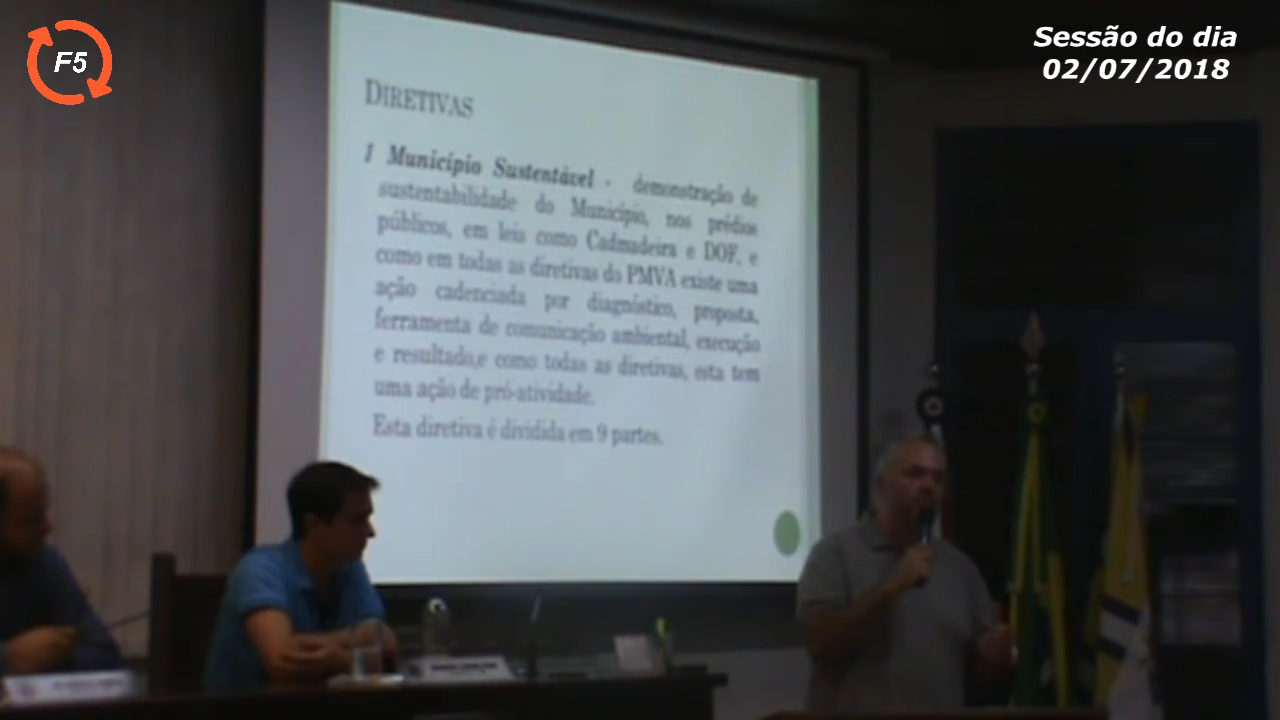 F5
Sessão do dia
02/07/2018
DIRETIVAS
1 Município Sustentável - demonstração de
sustentabilidade do Município, nos prédios
públicos, em leis como Cadmadeira e DOF, e
como em todas as diretivas do PMVA existe uma
ação cadenciada por diagnóstico, proposta,
ferramenta de comunicação ambiental, execução
e resultado,e como todas as diretivas, esta tem
uma ação de pró-atividade.
Esta diretiva é dividida em 9 partes.